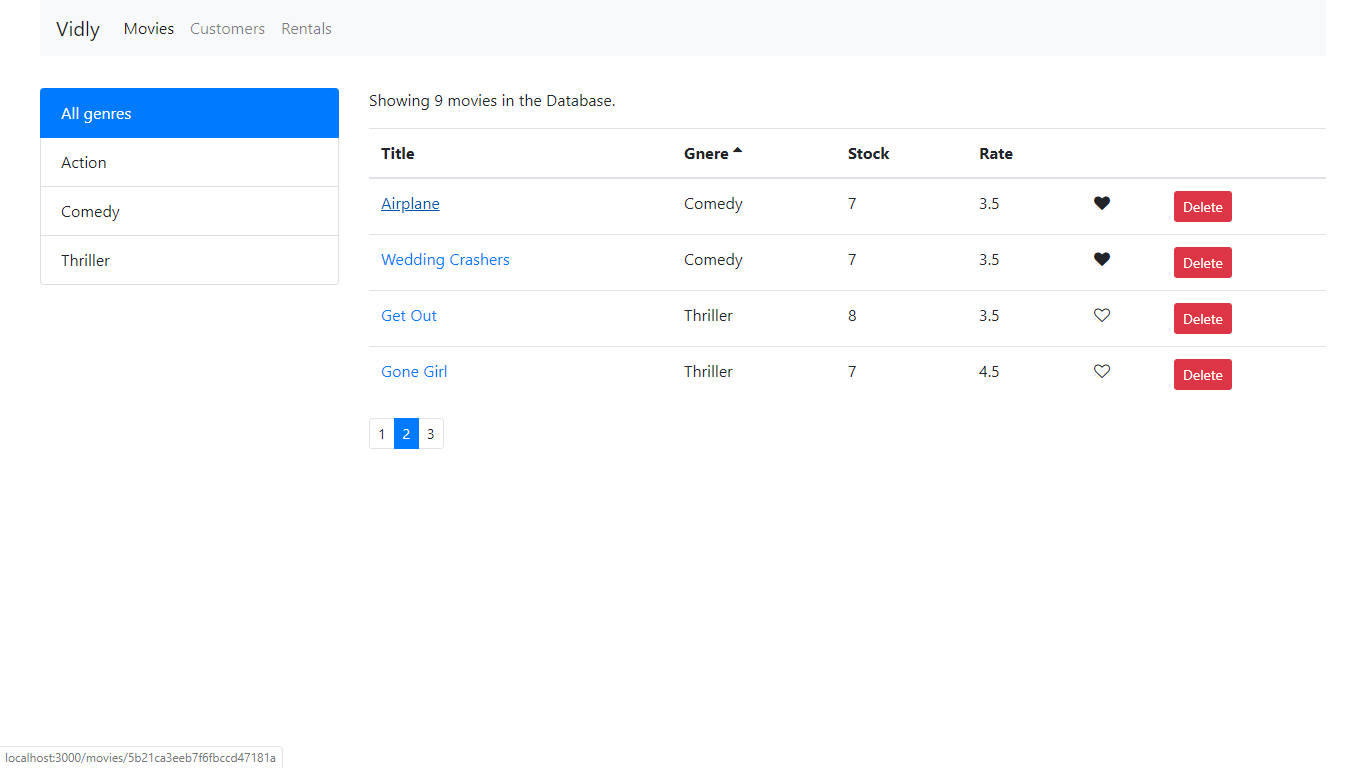 Vidly Movies Customers Rentals
All genres
Action
Comedy
Thriller
Showing 9 movies in the Database.
Title Gnere Stock Rate
Airplane Comedy 7 3.5 Delete
Wedding Crashers Comedy 7 3.5 Delete
Get Out Thriller 8 3.5 Delete
Gone Girl Thriller 7 4.5 Delete
1 2 3
localhost:3000/movies/5b21ca3eeb7f6fbccd47181a